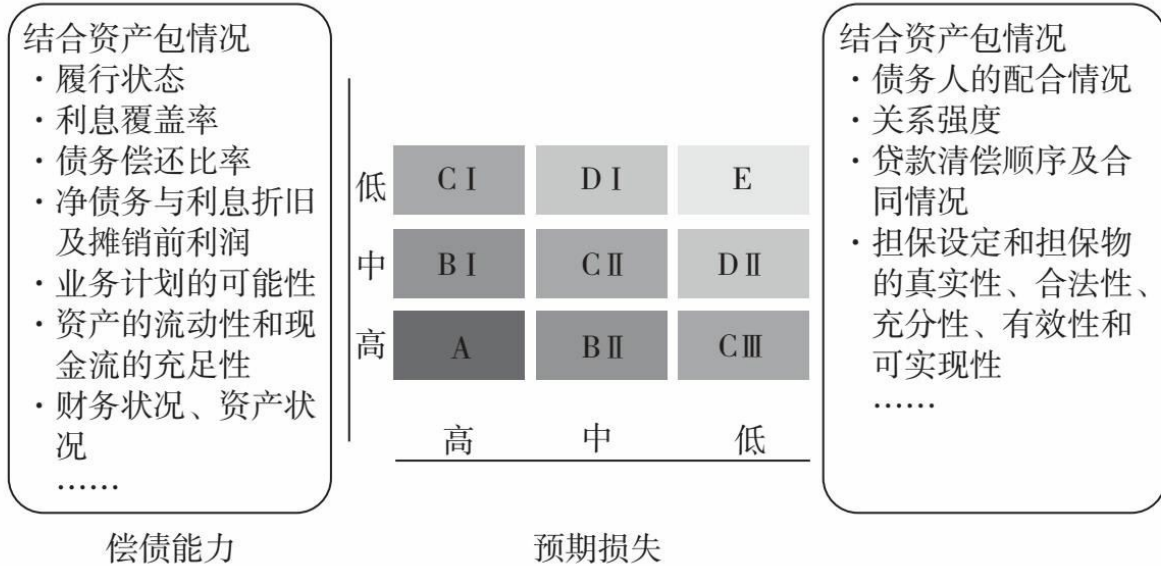 结合资产包情况
·履行状态
·利息覆盖率
·债务偿还比率
·净债务与利息折旧
及摊销前利润
·业务计划的可能性
·资产的流动性和现
金流的充足性
·财务状况、资产状
况
……
偿债能力
低
CⅠ
DⅠ
E
中
BⅠ
CⅡ
DⅡ
高
A
BⅡ
CⅢ
高
中
低
预期损失
结合资产包情况
·债务人的配合情况
·关系强度
·贷款清偿顺序及合
同情况
·担保设定和担保物
的真实性、合法性、
充分性、有效性和
可实现性
……